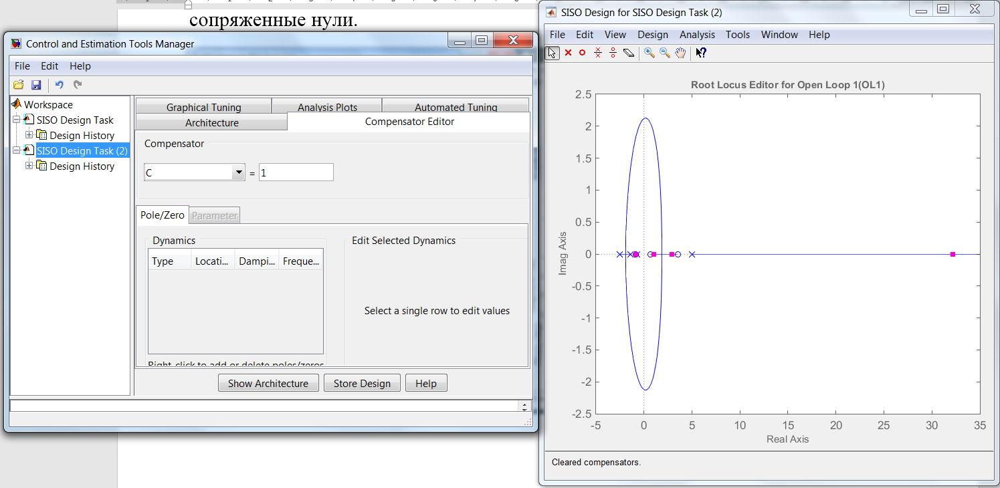 сопряженные нули.
Control and Estimation Tools Manager
File Edit Help
Workspace
SISO Design Task
Design History
SISO Design Task (2)
Design History
Graphical Tuning Analysis Plots Automated Tuning
Architecture Compensator Editor
Compensator
C = 1
Pole/Zero Parameter
Dynamics
Type Locati... Dampi... Freque...
Right-click to add or delete poles/zeros
Edit Selected Dynamics
Select a single row to edit values
Show Architecture Store Design Help
SISO Design for SISO Design Task (2)
File Edit View Design Analysis Tools Window Help
Root Locus Editor for Open Loop 1(OL1)
2.5
2
1.5
1
0.5
0
-0.5
-1
-1.5
-2
-2.5
Imag Axis
-5 0 5 10 15 20 25 30 35
Real Axis
Cleared compensators.